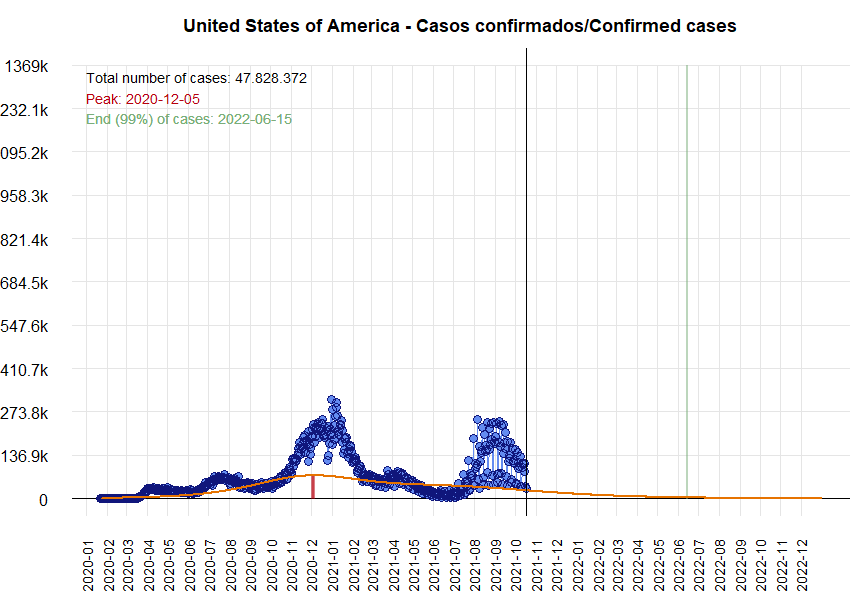 United States of America - Casos confirmados/Confirmed cases
1369k
232.1k
095.2k
958.3k
821.4k
684.5k
547.6k
410.7k
273.8k
136.9k
0
Total number of cases: 47.828.372
Peak: 2020-12-05
End (99%) of cases: 2022-06-15
2020-01
2020-02
2020-03
2020-04
2020-05
2020-06
2020-07
2020-08
2020-09
2020-10
2020-11
2020-12
2021-01
2021-02
2021-03
2021-04
2021-05
2021-06
2021-07
2021-08
2021-09
2021-10
2021-11
2021-12
2022-01
2022-02
2022-03
2022-04
2022-05
2022-06
2022-07
2022-08
2022-09
2022-10
2022-11
2022-12